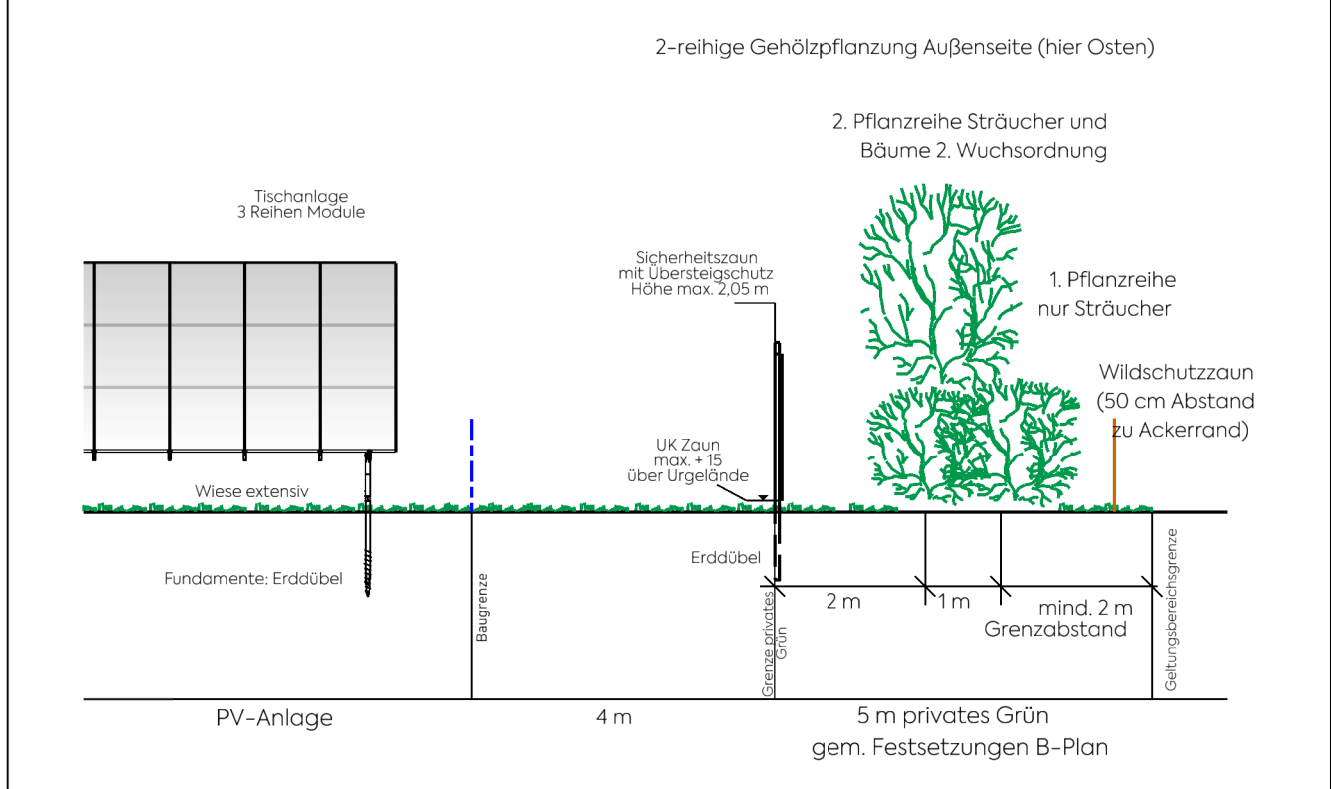 2-reihige Gehölzpflanzung Außenseite (hier Osten)
2. Pflanzreihe Sträucher und
Bäume 2. Wuchsordnung
Tischanlage
3 Reihen Module
Sicherheitszaun
mit Übersteigschutz
Höhe max. 2,05 m
1. Pflanzreihe
nur Sträucher
Wildschutzzaun
(50 cm Abstand
zu Ackerrand)
UK Zaun
max. + 15
über Urgelände
Wiese extensiv
Erddübel
Fundamente: Erddübel
Baugrenze
Grenze privates
Grün
2 m
1 m
mind. 2 m
Grenzabstand
Geltungsbereichsgrenze
PV-Anlage
4 m
5 m privates Grün
gem. Festsetzungen B-Plan